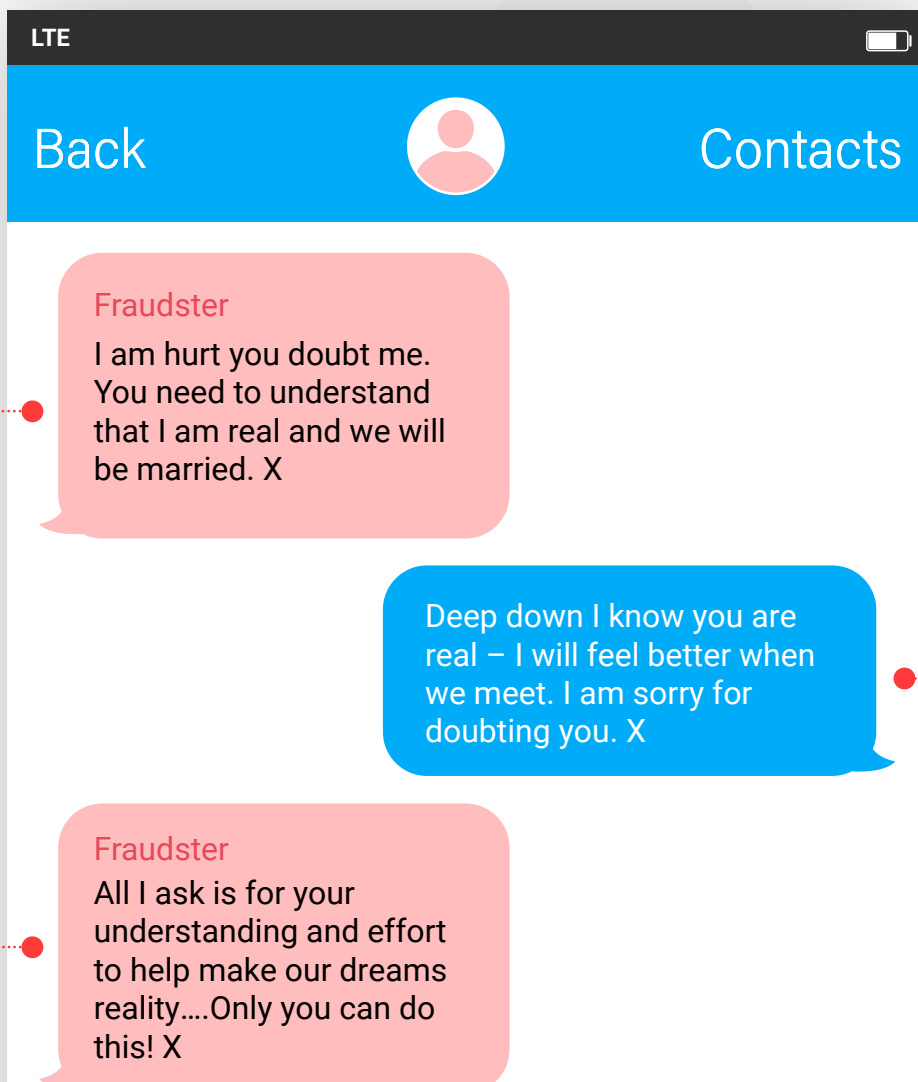 LTE
Back
Contacts
Fraudster
I am hurt you doubt me.
You need to understand
that I am real and we will
be married. X
Deep down I know you are
real – I will feel better when
we meet. I am sorry for
doubting you. X
Fraudster
All I ask is for your
understanding and effort
to help make our dreams
reality....Only you can do
this! X